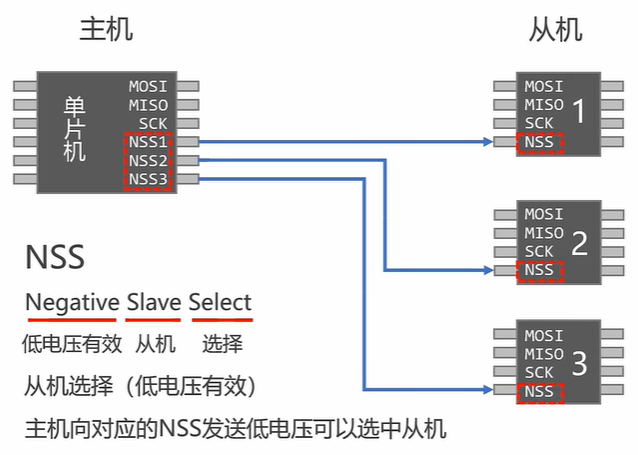 主机
从机
单片机
MOSI
MISO
SCK
NSS1
NSS2
NSS3
MOSI
MISO
SCK
NSS
1
MOSI
MISO
SCK
NSS
2
MOSI
MISO
SCK
NSS
3
NSS
Negative Slave Select
低电压有效 从机 选择
从机选择（低电压有效）
主机向对应的NSS发送低电压可以选中从机